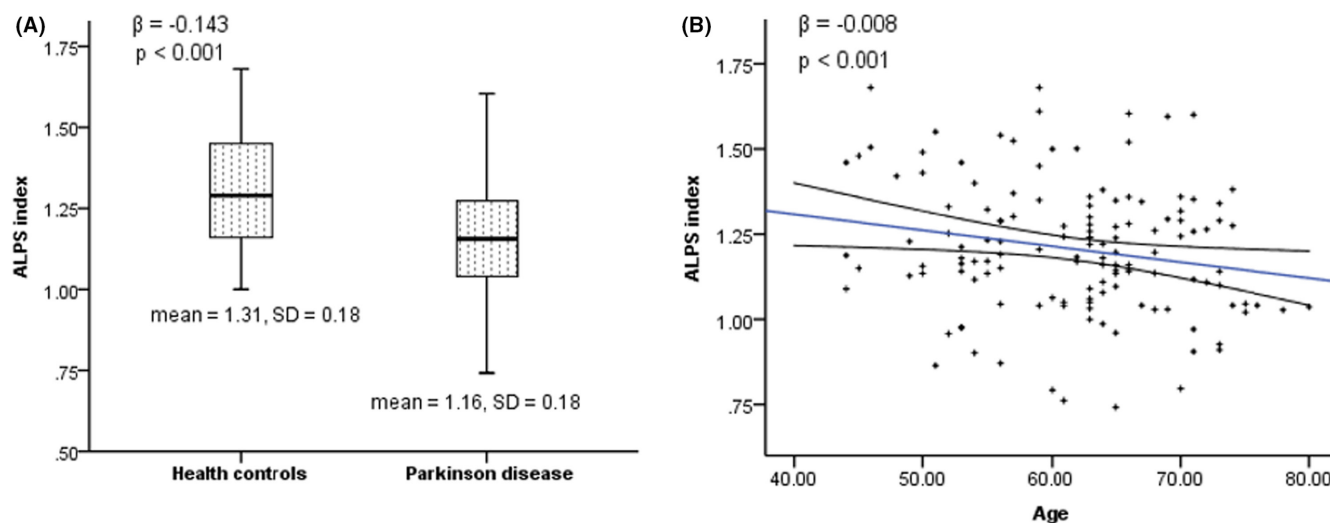 (A)
β = -0.143
p < 0.001
1.75
1.50
1.25
1.00
.75
.50
ALPS index
mean = 1.31, SD = 0.18
mean = 1.16, SD = 0.18
Health controls
Parkinson disease
(B)
β = -0.008
p < 0.001
1.75
1.50
1.25
1.00
.75
ALPS index
40.00 50.00 60.00 70.00 80.00
Age